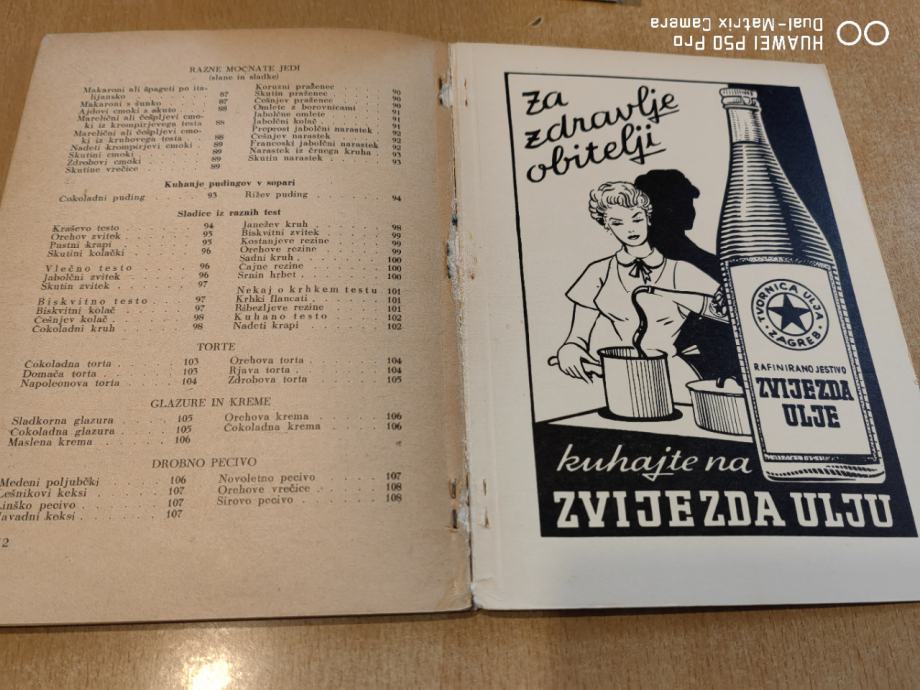 RAZNE MOČNATE JEDI
(slane in sladke)
Makaroni ali špageti po ita-
lijansko . . . 87
Makaroni s šunko . . 87
Ajdovi cmoki s skuto . . 88
Marelični ali češpljevi cmo-
ki iz krompirjevega testa . 88
Marelični ali češpljevi cmo-
ki iz kruhovega testa . . 88
Nadeti krompirjevi cmoki . 89
Skutini cmoki . . . 89
Zdrobovi cmoki . . . 89
Skutine vrečice . . . 89
Koruzni praženec . . . 90
Skutin praženec . . . 90
Češnjev praženec . . . 90
Omlete z borovnicami . . 91
Jabolčne omlete . . . 91
Jabolčni kolač . . . 91
Preprost jabolčni narastek . 92
Češnjev narastek . . . 92
Francoski jabolčni narastek . 92
Narastek iz črnega kruha . 93
Skutin narastek . . . 93
Kuhanje pudingov v sopari
Čokoladni puding . . . 93
Rižev puding . . . 94
Sladice iz raznih test
Kraševo testo . . . 94
Orehov zvitek . . . 95
Pustni krapi . . . 95
Skutini kolački . . . 96
Vlečno testo . . . 96
Jabolčni zvitek . . . 96
Skutin zvitek . . . 97
Biskvitno testo . . . 97
Biskvitni kolač . . . 97
Češnjev kolač . . . 98
Čokoladni kruh . . . 98
Janežev kruh . . . 98
Biskvitni zvitek . . . 99
Kostanjeve rezine . . . 99
Orehove rezine . . . 99
Sadni kruh . . . 100
Čajne rezine . . . 100
Srnin hrbet . . . 100
Nekaj o krhkem testu 101
Krhki flancati . . . 101
Ribezljeve rezine . . . 101
Kuhano testo . . . 102
Nadeti krapi . . . 102
TORTE
Čokoladna torta . . . 103
Domača torta . . . 103
Napoleonova torta . . . 104
Orehova torta . . . 104
Rjava torta . . . 104
Zdrobova torta . . . 105
GLAZURE IN KREME
Sladkorna glazura . . . 105
Čokoladna glazura . . . 105
Maslena krema . . . 106
Orehova krema . . . 106
Čokoladna krema . . . 106
DROBNO PECIVO
Medeni poljubčki . . . 106
Lešnikovi keksi . . . 107
Linško pecivo . . . 107
Navadni keksi . . . 107
Novoletno pecivo . . . 107
Orehove vrečice . . . 108
Sirovo pecivo . . . 108
2
za
zdravlje
obitelji
TVORNICA ULJA
ZAGREB
RAFINIRANO JESTIVO
ZVIJEZDA
ULJE
kuhajte na
ZVIJEZDA ULJU
HUAWEI P50 Pro
Dual-Matrix Camera